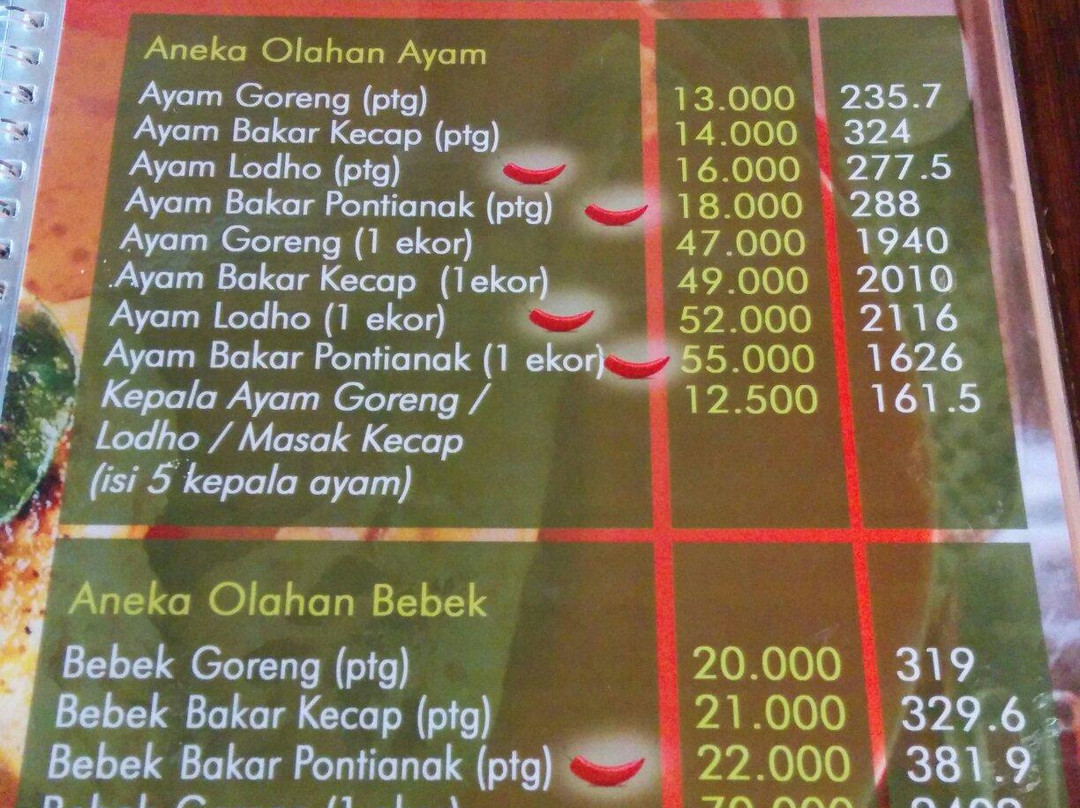 Aneka Olahan Ayam
Ayam Goreng (ptg) 13.000 235.7
Ayam Bakar Kecap (ptg) 14.000 324
Ayam Lodho (ptg) 16.000 277.5
Ayam Bakar Pontianak (ptg) 18.000 288
Ayam Goreng (1 ekor) 47.000 1940
Ayam Bakar Kecap (1ekor) 49.000 2010
Ayam Lodho (1 ekor) 52.000 2116
Ayam Bakar Pontianak (1 ekor) 55.000 1626
Kepala Ayam Goreng / 12.500 161.5
Lodho / Masak Kecap
(isi 5 kepala ayam)
Aneka Olahan Bebek
Bebek Goreng (ptg) 20.000 319
Bebek Bakar Kecap (ptg) 21.000 329.6
Bebek Bakar Pontianak (ptg) 22.000 381.9